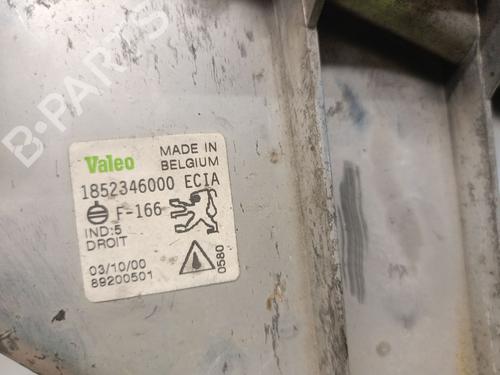 B-PARTS
Valeo
MADE IN
BELGIUM
1852346000 ECIA
F-166
IND:5
DROIT
03/10/00
89200501
0580